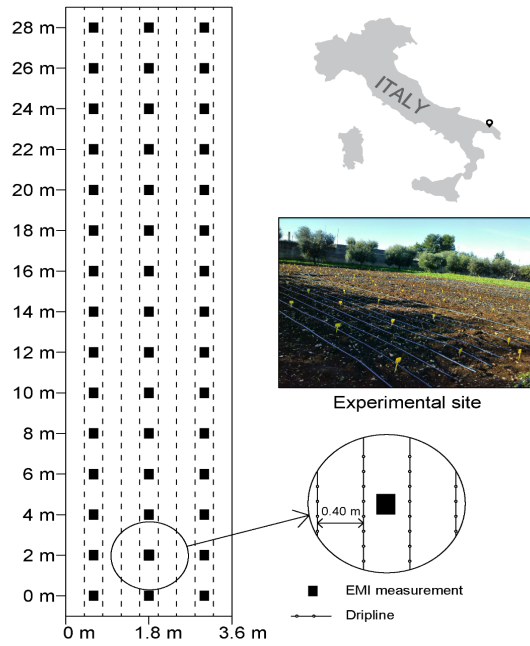 28 m
26 m
24 m
22 m
20 m
18 m
16 m
14 m
12 m
10 m
8 m
6 m
4 m
2 m
0 m
0 m 1.8 m 3.6 m
ITALY
Experimental site
0.40 m
EMI measurement
Dripline